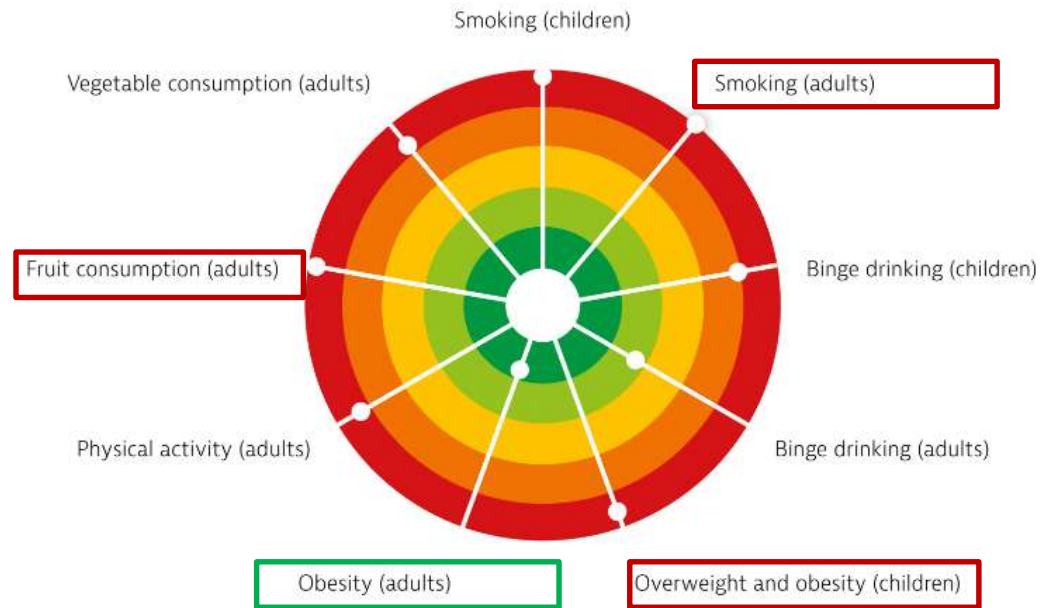 Smoking (children)
Vegetable consumption (adults)
Smoking (adults)
Fruit consumption (adults)
Binge drinking (children)
Physical activity (adults)
Binge drinking (adults)
Obesity (adults)
Overweight and obesity (children)